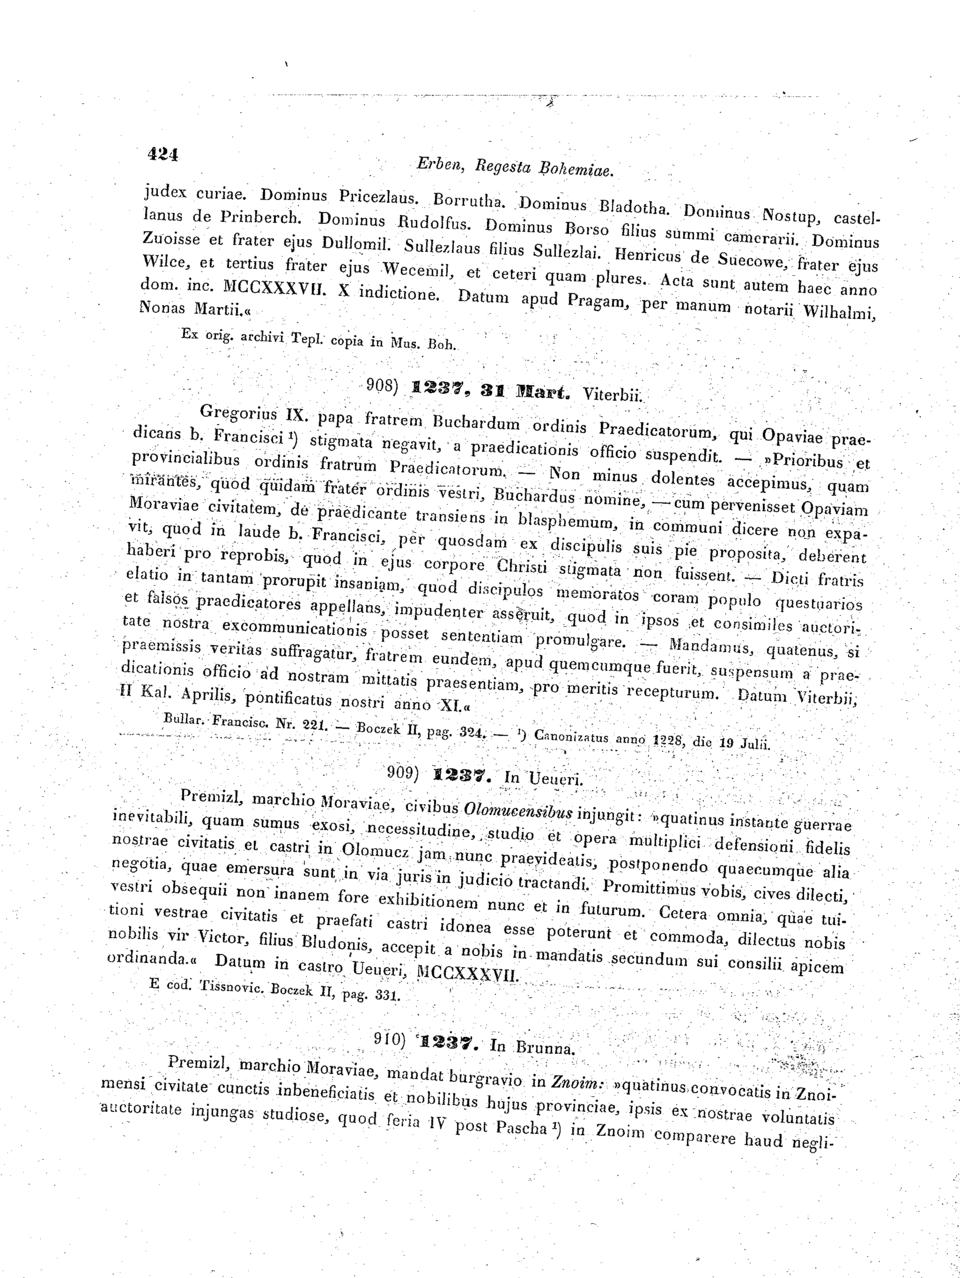 424
Erben, Regesta Bohemiae.
judex curiae. Dominus Pricezlaus. Borrutha. Dominus Bladotha. Dominus Nostup, castel-
lanus de Prinberch. Dominus Rudolfus. Dominus Borso filius summi camerarii. Dominus
Zuoisse et frater ejus Dullomil. Sullezlaus filius Sullezlai. Henricus de Suecowe, frater ejus
Wilce, et tertius frater ejus Wecemil, et ceteri quam plures. Acta sunt autem haec anno
dom. inc. MCCXXXVII. X indictione. Datum apud Pragam, per manum notarii Wilhalmi,
Nonas Martii.«
Ex orig. archivi Tepl. copia in Mus. Boh.
908) 1237, 31 Mart. Viterbii.
Gregorius IX. papa fratrem Buchardum ordinis Praedicatorum, qui Opaviae prae-
dicans b. Francisci ¹) stigmata negavit, a praedicationis officio suspendit. — »Prioribus et
provincialibus ordinis fratrum Praedicatorum. — Non minus dolentes accepimus, quam
mirantes, quod quidam frater ordinis vestri, Buchardus nomine, — cum pervenisset Opaviam
Moraviae civitatem, de praedicante transiens in blasphemum, in communi dicere non expa-
vit, quod in laude b. Francisci, per quosdam ex discipulis suis pie proposita, deberent
haberi pro reprobis, quod in ejus corpore Christi stigmata non fuissent. — Dicti fratris
elatio in tantam prorupit insaniam, quod discipulos memoratos coram populo questuarios
et falsos praedicatores appellans, impudenter asseruit, quod in ipsos et consimiles auctori-
tate nostra excommunicationis posset sententiam promulgare. — Mandamus, quatenus, si
praemissis veritas suffragatur, fratrem eundem, apud quemcumque fuerit, suspensum a prae-
dicationis officio ad nostram mittatis praesentiam, pro meritis recepturum. Datum Viterbii,
II Kal. Aprilis, pontificatus nostri anno XI.«
Bullar. Francisc. Nr. 221. — Boczek II, pag. 324. — ¹) Canonizatus anno 1228, die 19 Julii.
909) 1237. In Ueueri.
Premizl, marchio Moraviae, civibus Olomucensibus injungit: »quatinus instante guerrae
inevitabili, quam sumus exosi, necessitudine, studio et opera multiplici defensioni fidelis
nostrae civitatis et castri in Olomucz jam nunc praevideatis, postponendo quaecumque alia
negotia, quae emersura sunt in via juris in judicio tractandi. Promittimus vobis, cives dilecti,
vestri obsequii non inanem fore exhibitionem nunc et in futurum. Cetera omnia, quae tui-
tioni vestrae civitatis et praefati castri idonea esse poterunt et commoda, dilectus nobis
nobilis vir Victor, filius Bludonis, accepit a nobis in mandatis secundum sui consilii apicem
ordinanda.« Datum in castro Ueueri, MCCXXXVII.
E cod. Tissnovic. Boczek II, pag. 331.
910) 1237. In Brunna.
Premizl, marchio Moraviae, mandat burgravio in Znoim: »quatinus convocatis in Znoi-
mensi civitate cunctis inbeneficiatis et nobilibus hujus provinciae, ipsis ex nostrae voluntatis
auctoritate injungas studiose, quod feria IV post Pascha ¹) in Znoim comparere haud negli-